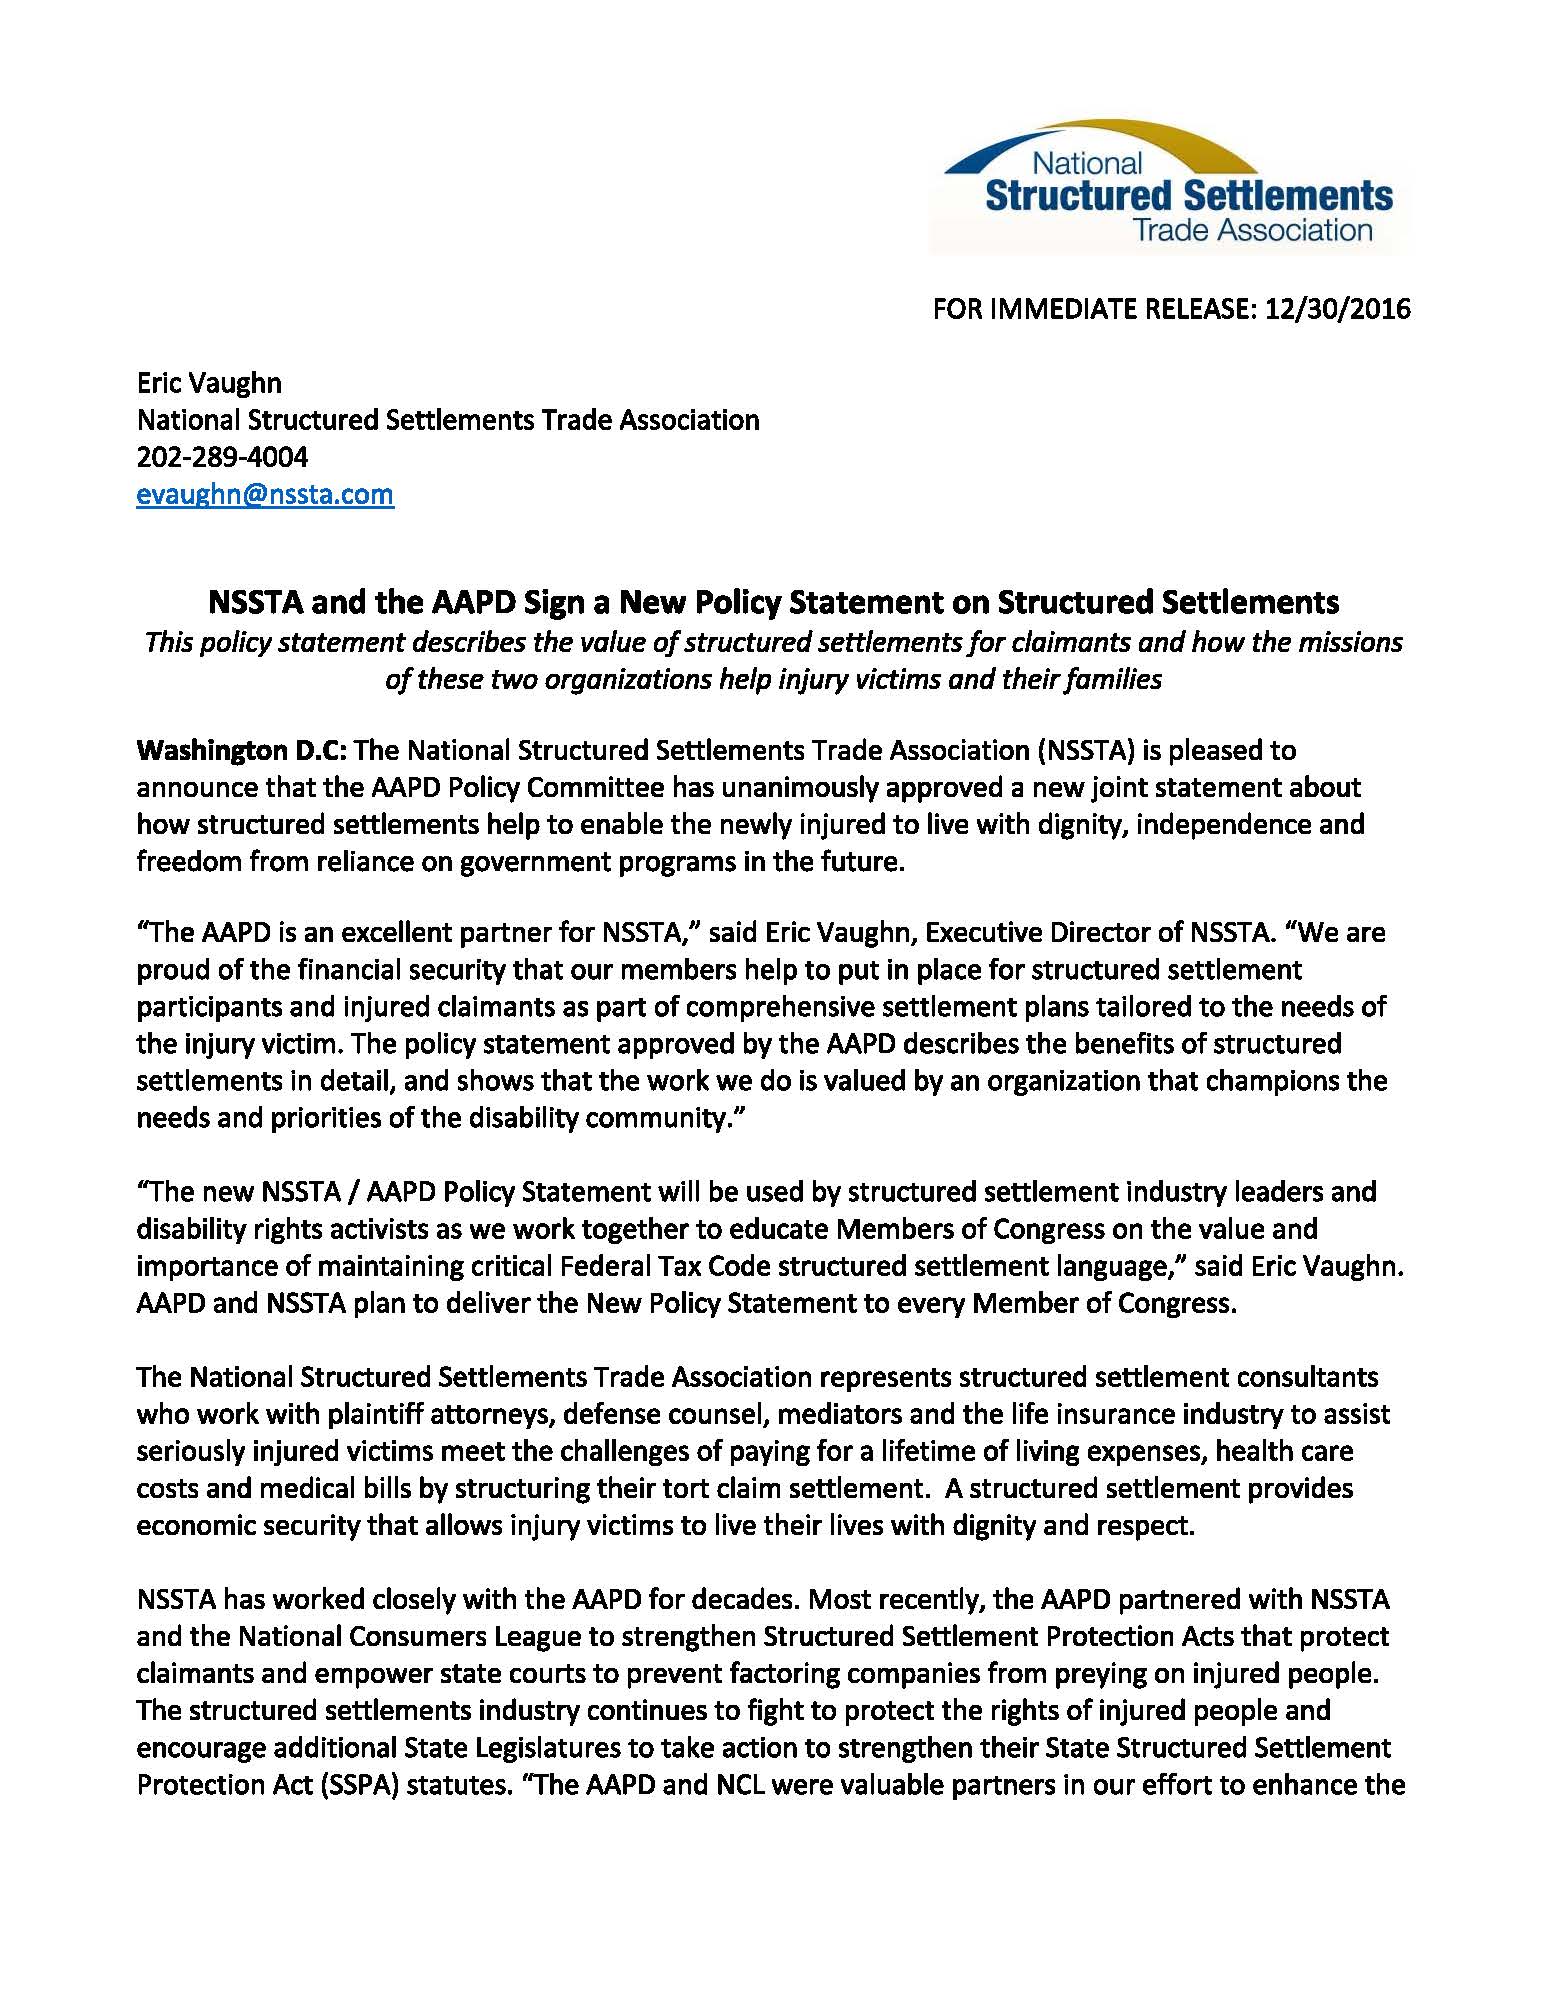 National
Structured Settlements
Trade Association
FOR IMMEDIATE RELEASE: 12/30/2016
Eric Vaughn
National Structured Settlements Trade Association
202-289-4004
evaughn@nssta.com
NSSTA and the AAPD Sign a New Policy Statement on Structured Settlements
This policy statement describes the value of structured settlements for claimants and how the missions
of these two organizations help injury victims and their families
Washington D.C: The National Structured Settlements Trade Association (NSSTA) is pleased to
announce that the AAPD Policy Committee has unanimously approved a new joint statement about
how structured settlements help to enable the newly injured to live with dignity, independence and
freedom from reliance on government programs in the future.
“The AAPD is an excellent partner for NSSTA,” said Eric Vaughn, Executive Director of NSSTA. “We are
proud of the financial security that our members help to put in place for structured settlement
participants and injured claimants as part of comprehensive settlement plans tailored to the needs of
the injury victim. The policy statement approved by the AAPD describes the benefits of structured
settlements in detail, and shows that the work we do is valued by an organization that champions the
needs and priorities of the disability community.”
“The new NSSTA / AAPD Policy Statement will be used by structured settlement industry leaders and
disability rights activists as we work together to educate Members of Congress on the value and
importance of maintaining critical Federal Tax Code structured settlement language,” said Eric Vaughn.
AAPD and NSSTA plan to deliver the New Policy Statement to every Member of Congress.
The National Structured Settlements Trade Association represents structured settlement consultants
who work with plaintiff attorneys, defense counsel, mediators and the life insurance industry to assist
seriously injured victims meet the challenges of paying for a lifetime of living expenses, health care
costs and medical bills by structuring their tort claim settlement.  A structured settlement provides
economic security that allows injury victims to live their lives with dignity and respect.
NSSTA has worked closely with the AAPD for decades. Most recently, the AAPD partnered with NSSTA
and the National Consumers League to strengthen Structured Settlement Protection Acts that protect
claimants and empower state courts to prevent factoring companies from preying on injured people.
The structured settlements industry continues to fight to protect the rights of injured people and
encourage additional State Legislatures to take action to strengthen their State Structured Settlement
Protection Act (SSPA) statutes. “The AAPD and NCL were valuable partners in our effort to enhance the